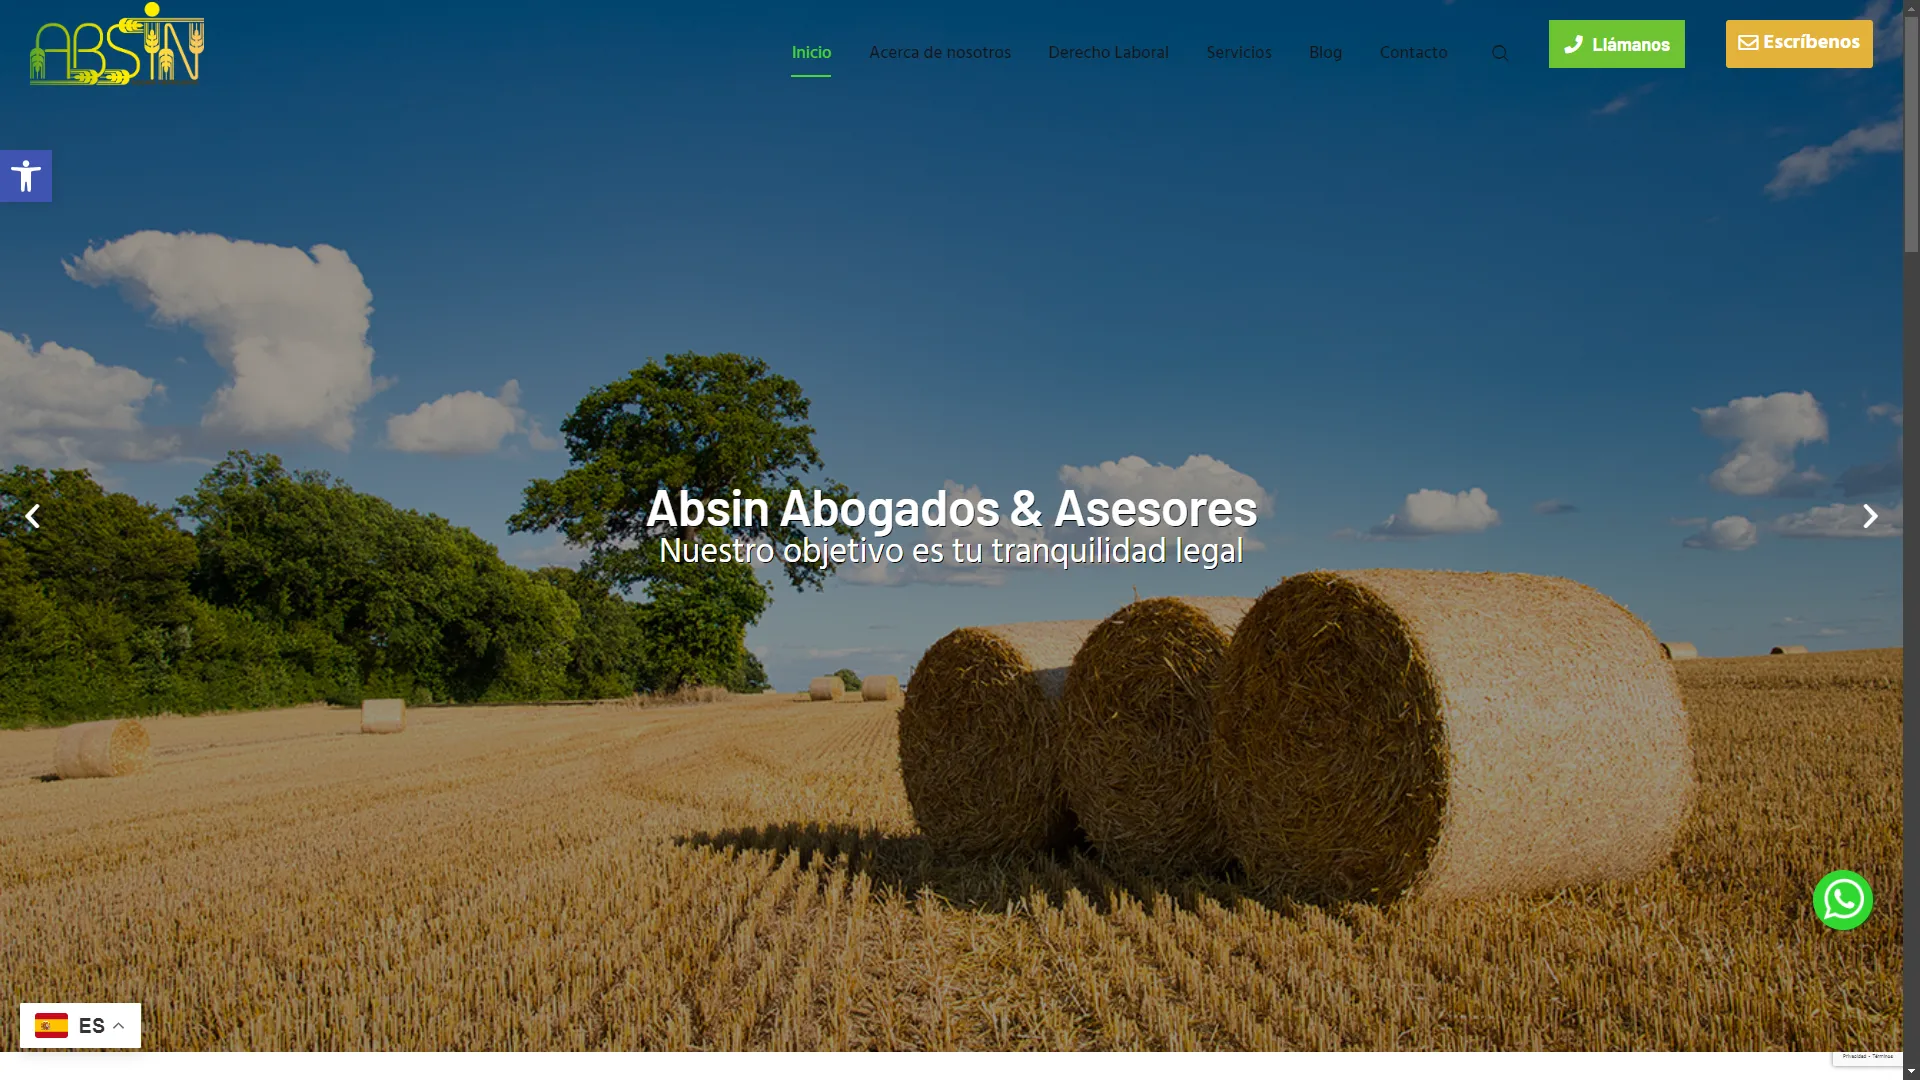 ABSIN
Inicio
Acerca de nosotros
Derecho Laboral
Servicios
Blog
Contacto
Llámanos
Escríbenos
Absin Abogados & Asesores
Nuestro objetivo es tu tranquilidad legal
ES
Privacidad - Términos